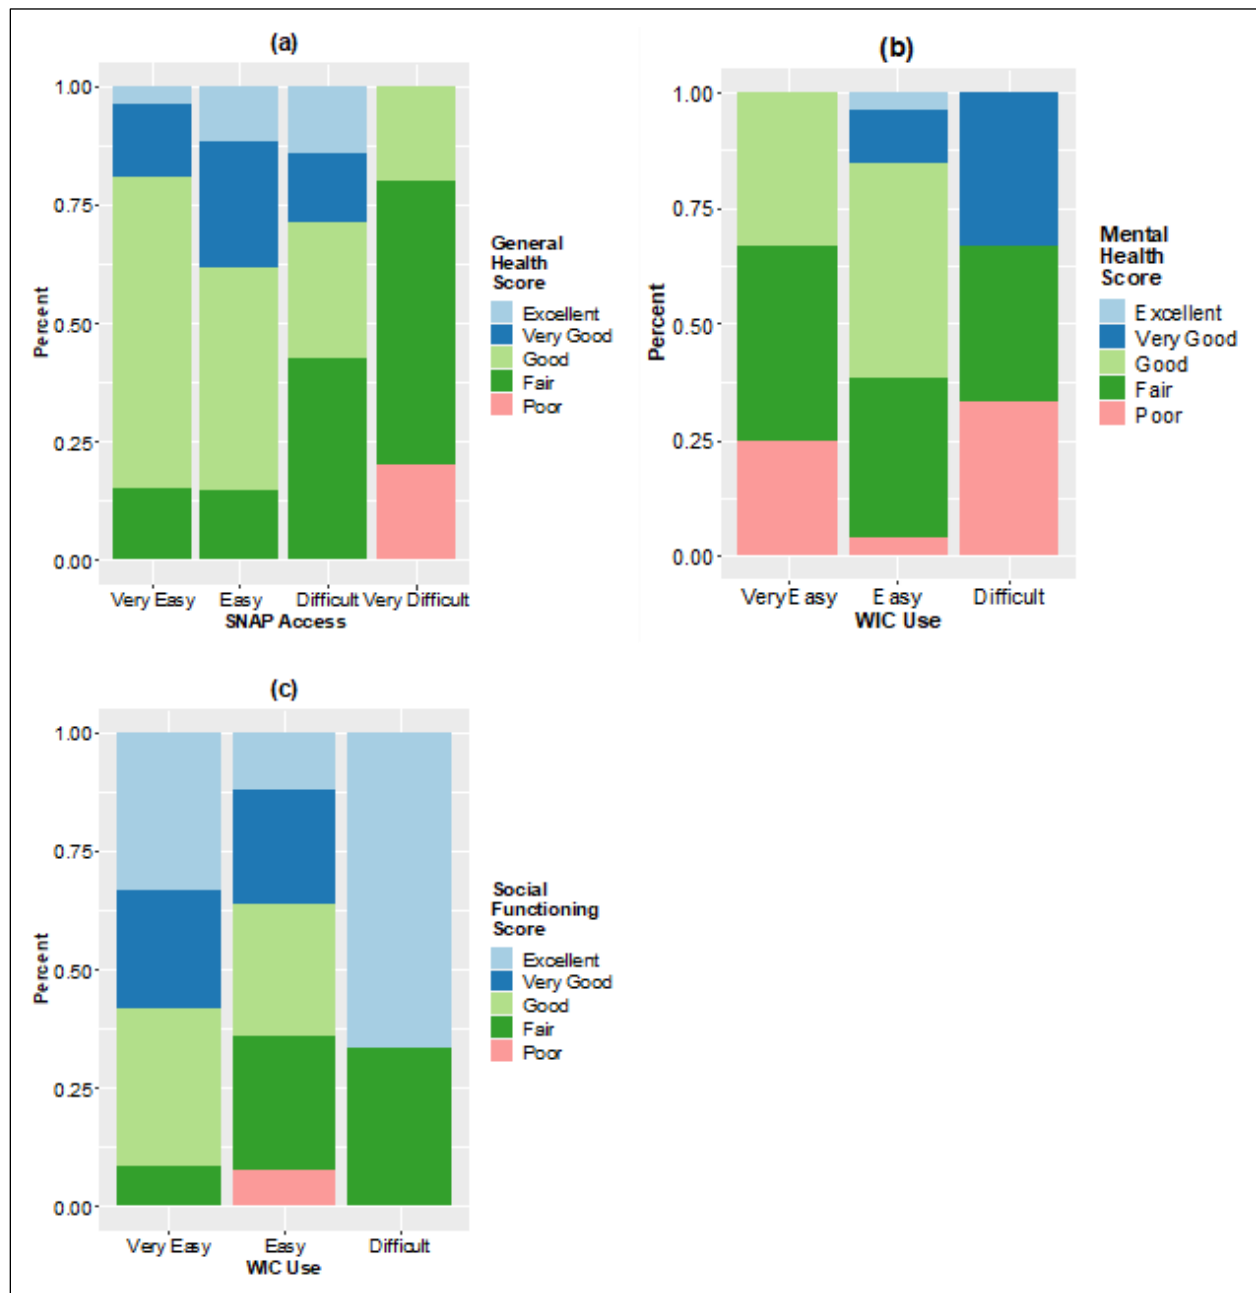 (a)
1.00
0.75
0.50
0.25
0.00
Percent
Very Easy Easy Difficult Very Difficult
SNAP Access
General
Health
Score
Excellent
Very Good
Good
Fair
Poor
(b)
1.00
0.75
0.50
0.25
0.00
Percent
Very Easy Easy Difficult
WIC Use
Mental
Health
Score
Excellent
Very Good
Good
Fair
Poor
(c)
1.00
0.75
0.50
0.25
0.00
Percent
Very Easy Easy Difficult
WIC Use
Social
Functioning
Score
Excellent
Very Good
Good
Fair
Poor